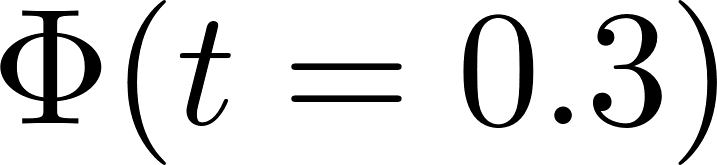 Φ(t = 0.3)